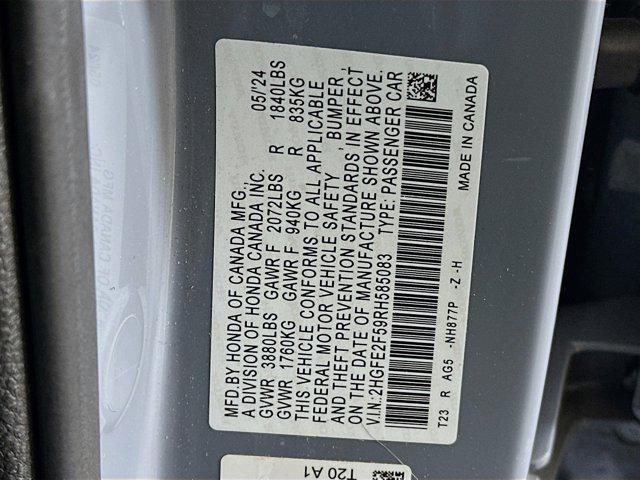 MFD.BY HONDA OF CANADA MFG., 05/'24
A DIVISION OF HONDA CANADA INC.
GVWR 3880LBS GAWR F 2072LBS R 1840LBS
GVWR 1760KG GAWR F 940KG R 835KG
THIS VEHICLE CONFORMS TO ALL APPLICABLE
FEDERAL MOTOR VEHICLE SAFETY , BUMPER ,
AND THEFT PREVENTION STANDARDS IN EFFECT
ON THE DATE OF MANUFACTURE SHOWN ABOVE.
V.I.N.:2HGFE2F59RH585083 TYPE: PASSENGER CAR
T23 R AG5 -NH877P -Z -H
MADE IN CANADA
T20 A1